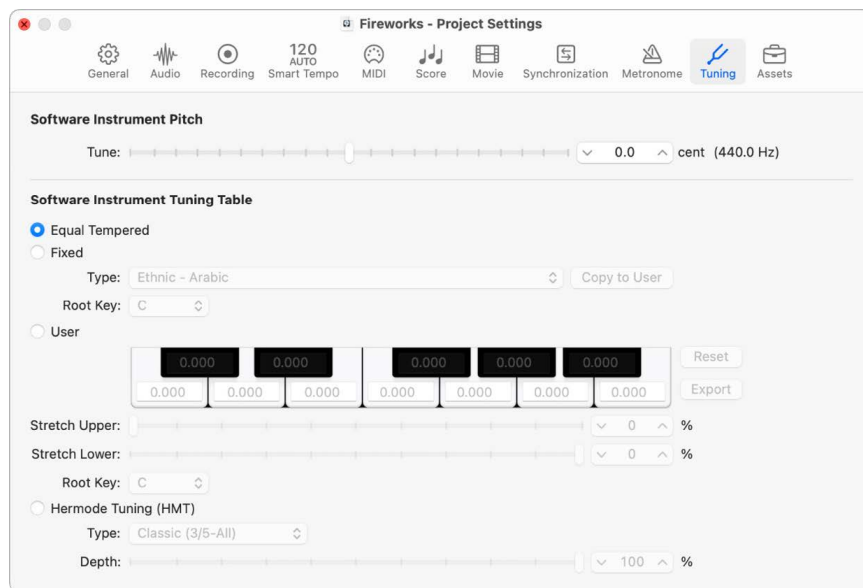 Fireworks - Project Settings
120
AUTO
General Audio Recording Smart Tempo MIDI Score Movie Synchronization Metronome Tuning Assets
Software Instrument Pitch
Tune: 0.0 cent (440.0 Hz)
Software Instrument Tuning Table
Equal Tempered
Fixed
Type: Ethnic - Arabic Copy to User
Root Key: C
User
0.000 0.000 0.000 0.000 0.000 Reset
0.000 0.000 0.000 0.000 0.000 0.000 0.000 Export
Stretch Upper: 0 %
Stretch Lower: 0 %
Root Key: C
Hermode Tuning (HMT)
Type: Classic (3/5-All)
Depth: 100 %